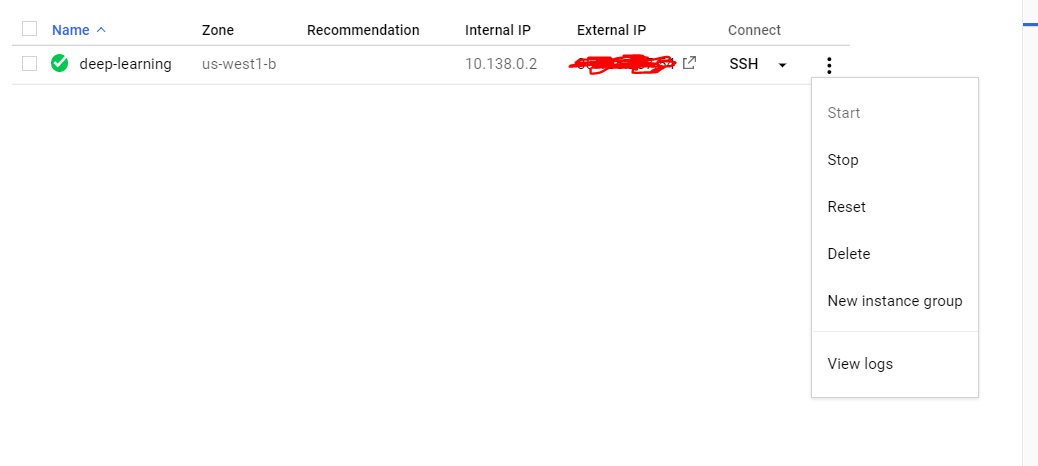 Name Zone Recommendation Internal IP External IP Connect
deep-learning us-west1-b 10.138.0.2 SSH
Start
Stop
Reset
Delete
New instance group
View logs